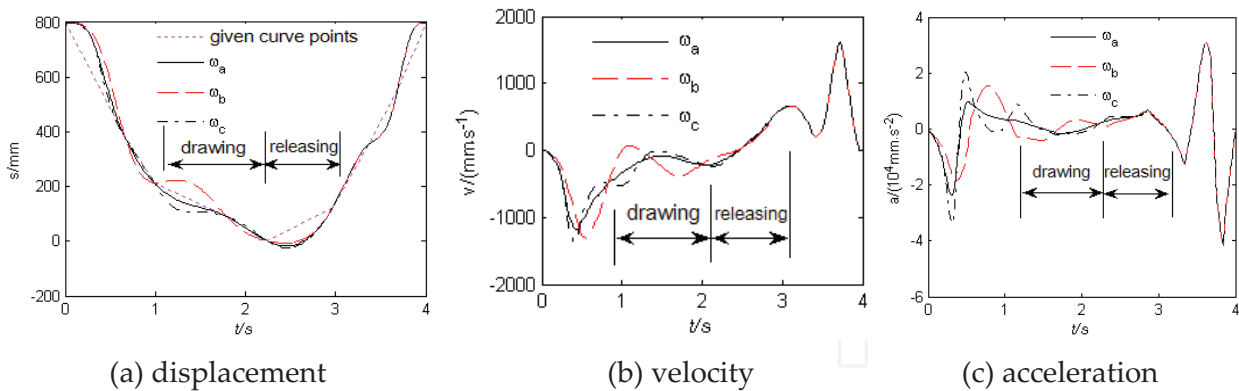 800
600
400
200
0
-200
s/mm
given curve points
ωa
ωb
ωc
drawing
releasing
0 1 2 3 4
t/s
(a) displacement
2000
1000
0
-1000
-2000
v/(mm.s-1)
ωa
ωb
ωc
drawing
releasing
0 1 2 3 4
t/s
(b) velocity
4
2
0
-2
-4
-6
a/(10⁴mm.s-2)
ωa
ωb
ωc
drawing
releasing
0 1 2 3 4
t/s
(c) acceleration